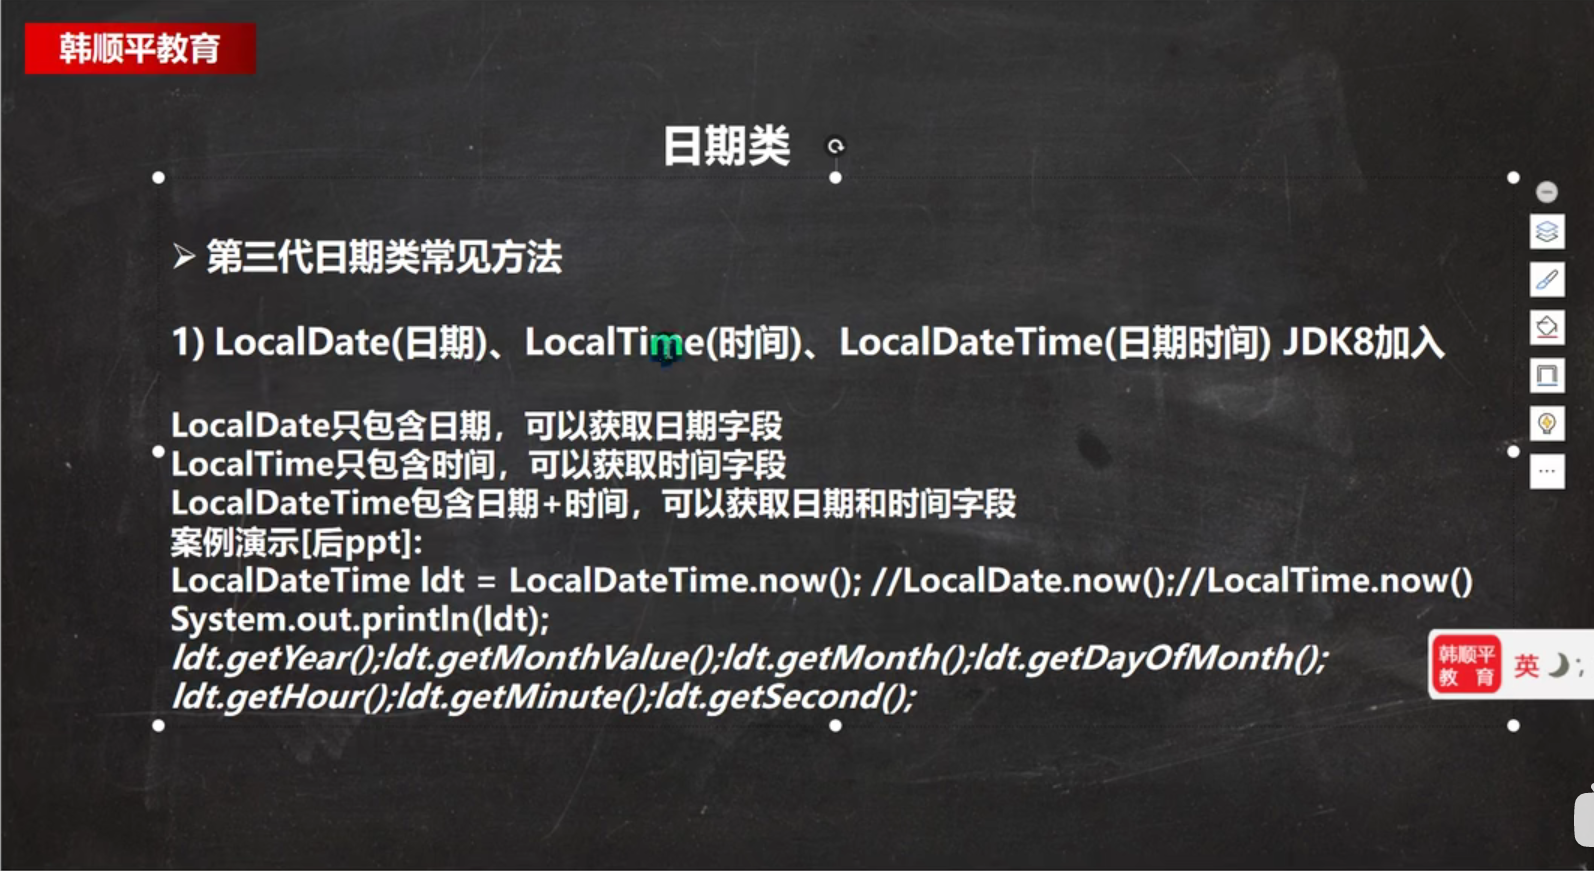 韩顺平教育
日期类
➢ 第三代日期类常见方法
1) LocalDate(日期)、LocalTime(时间)、LocalDateTime(日期时间) JDK8加入
LocalDate只包含日期，可以获取日期字段
LocalTime只包含时间，可以获取时间字段
LocalDateTime包含日期+时间，可以获取日期和时间字段
案例演示[后ppt]:
LocalDateTime ldt = LocalDateTime.now(); //LocalDate.now();//LocalTime.now()
System.out.println(ldt);
ldt.getYear();ldt.getMonthValue();ldt.getMonth();ldt.getDayOfMonth();
ldt.getHour();ldt.getMinute();ldt.getSecond();
韩顺平
教 育
英